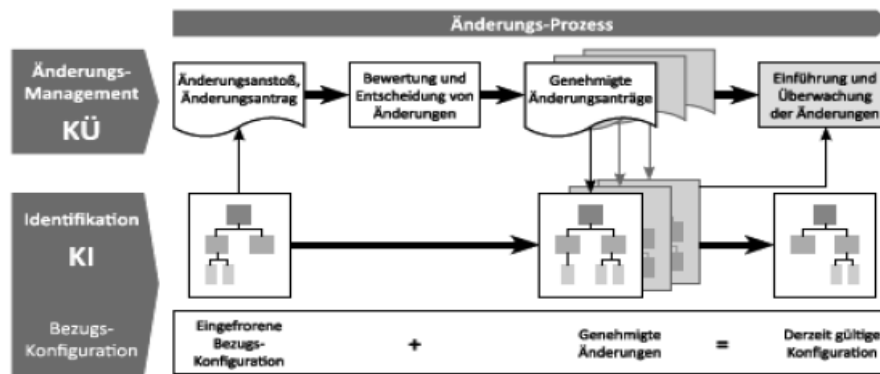 Änderungs-Prozess
Änderungs-
Management
KÜ
Änderungsanstoß,
Änderungsantrag
Bewertung und
Entscheidung von
Änderungen
Genehmigte
Änderungsanträge
Einführung und
Überwachung
der Änderungen
Identifikation
KI
Bezugs-
Konfiguration
Eingefrorene
Bezugs-
Konfiguration
+
Genehmigte
Änderungen
=
Derzeit gültige
Konfiguration